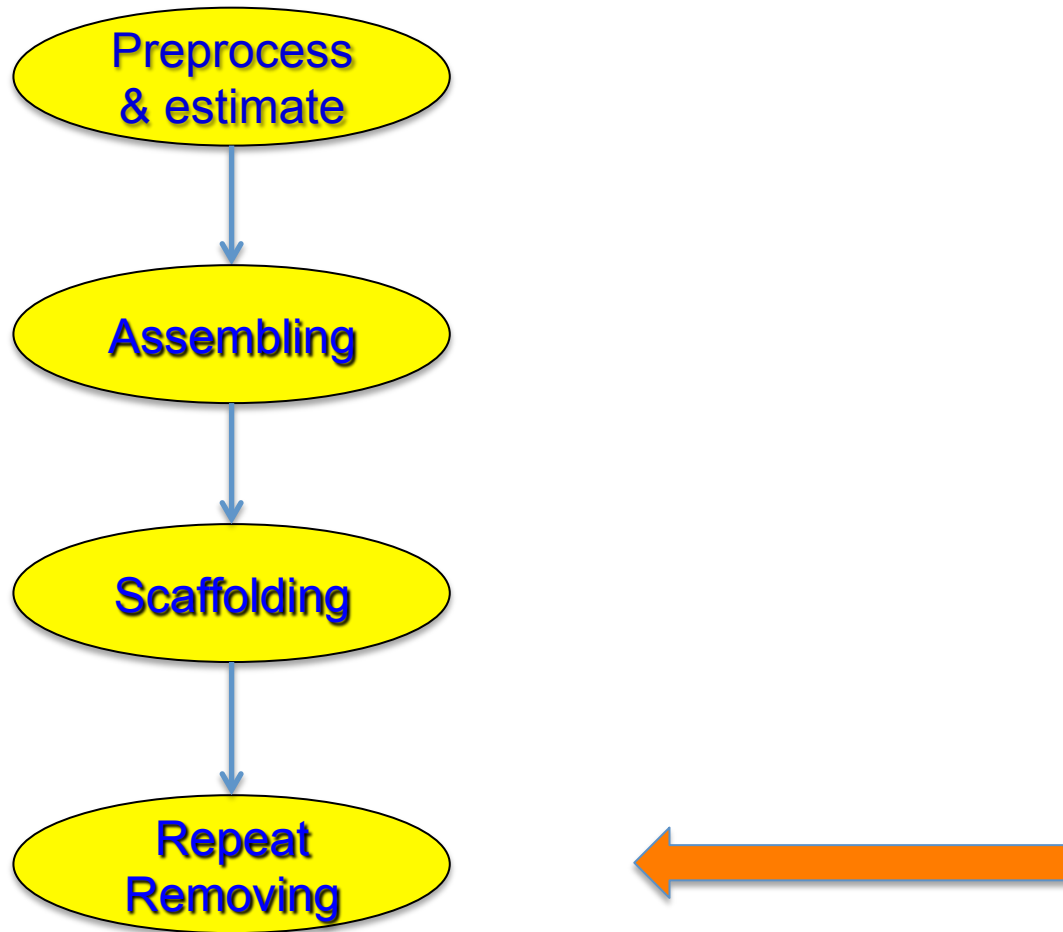 Preprocess
& estimate
Assembling
Scaffolding
Repeat
Removing